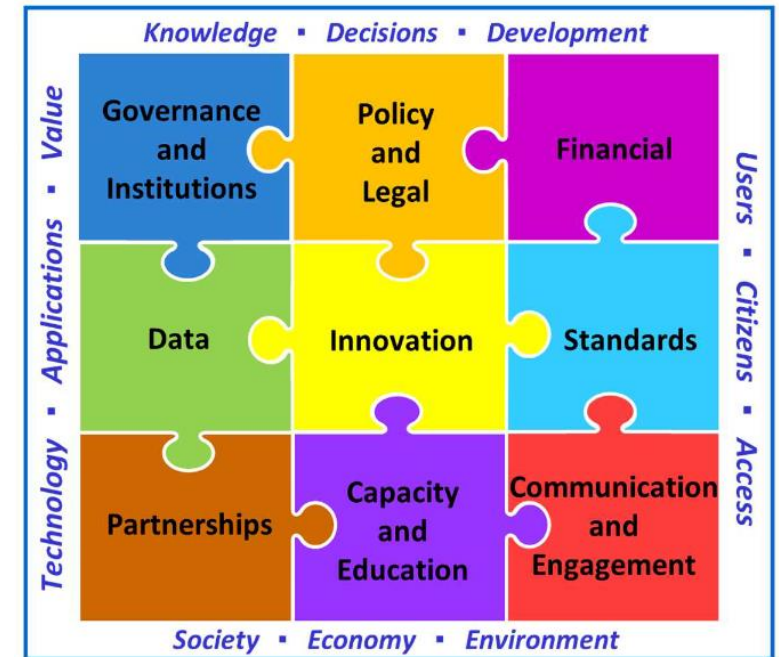 Knowledge ▪ Decisions ▪ Development
Technology ▪ Applications ▪ Value
Governance
and
Institutions
Policy
and
Legal
Financial
Data
Innovation
Standards
Partnerships
Capacity
and
Education
Communication
and
Engagement
Users ▪ Citizens ▪ Access
Society ▪ Economy ▪ Environment